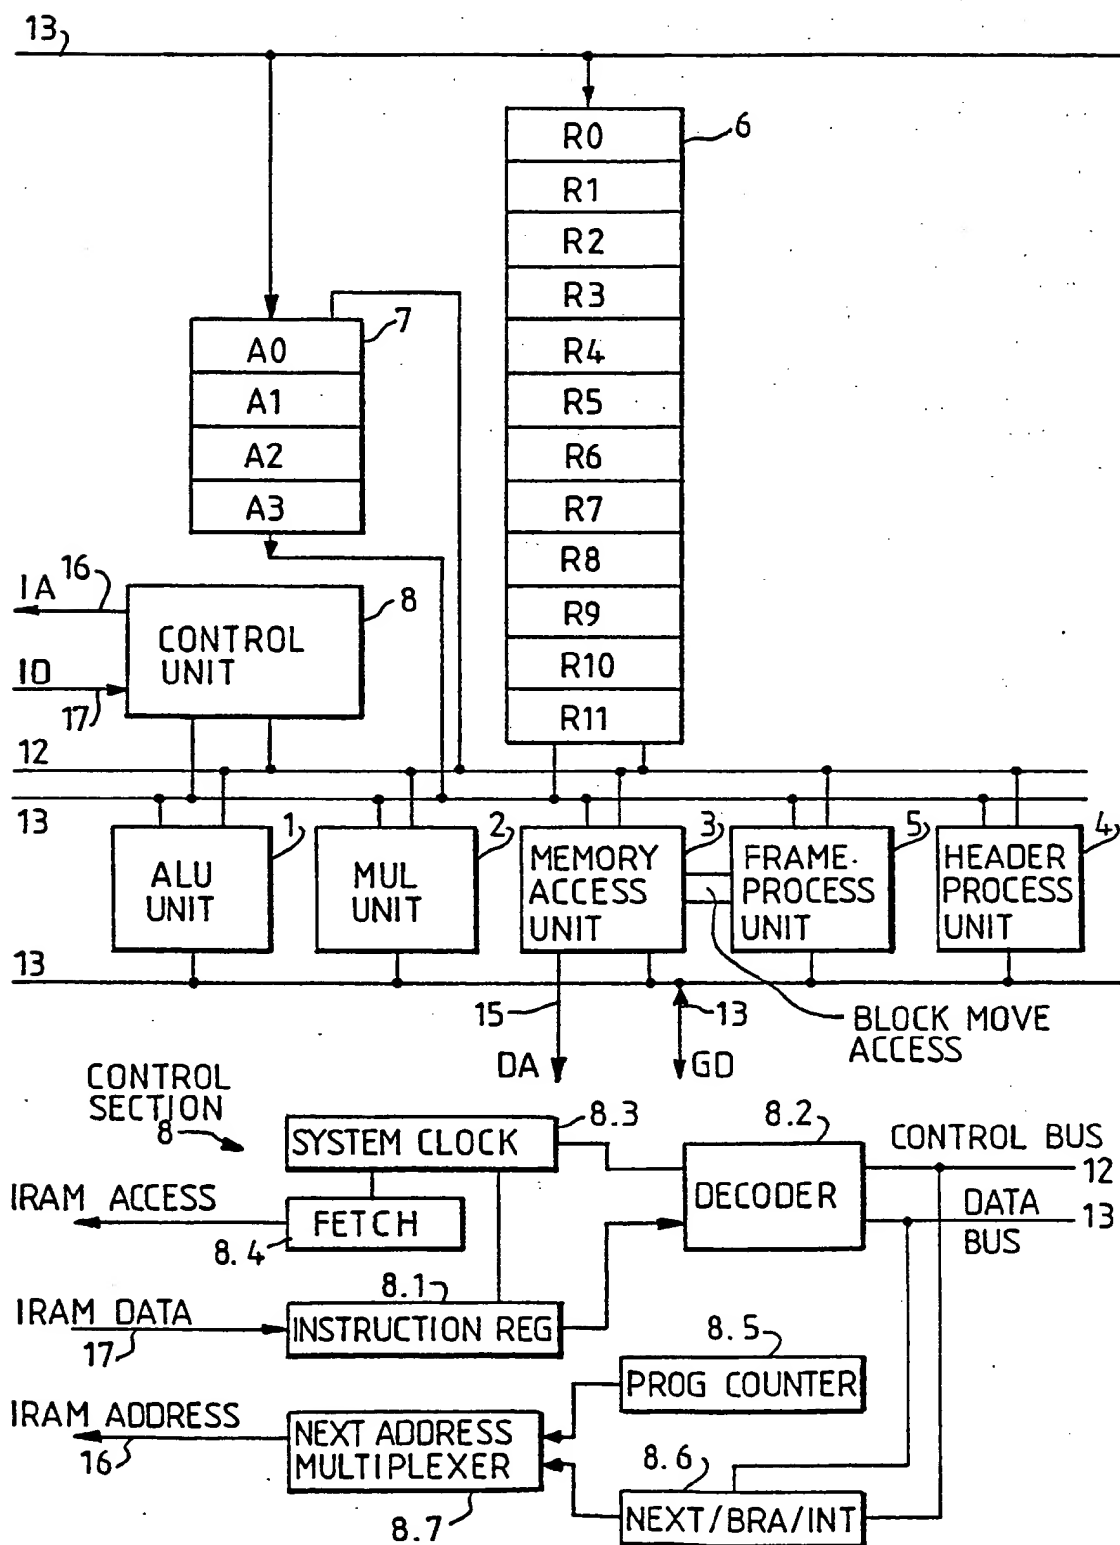 13
R0
6
R1
R2
R3
R4
R5
R6
R7
R8
R9
R10
R11
7
A0
A1
A2
A3
IA
16
8
CONTROL
UNIT
ID
17
12
13
1
ALU
UNIT
2
MUL
UNIT
3
MEMORY
ACCESS
UNIT
5
FRAME.
PROCESS
UNIT
4
HEADER
PROCESS
UNIT
13
15
13
BLOCK MOVE
ACCESS
DA
GD
CONTROL
SECTION
8
8.3
SYSTEM CLOCK
8.2
DECODER
CONTROL BUS
12
DATA
13
BUS
IRAM ACCESS
FETCH
8.4
8.1
IRAM DATA
17
INSTRUCTION REG
8.5
PROG COUNTER
IRAM ADDRESS
16
NEXT ADDRESS
MULTIPLEXER
8.7
8.6
NEXT/BRA/INT